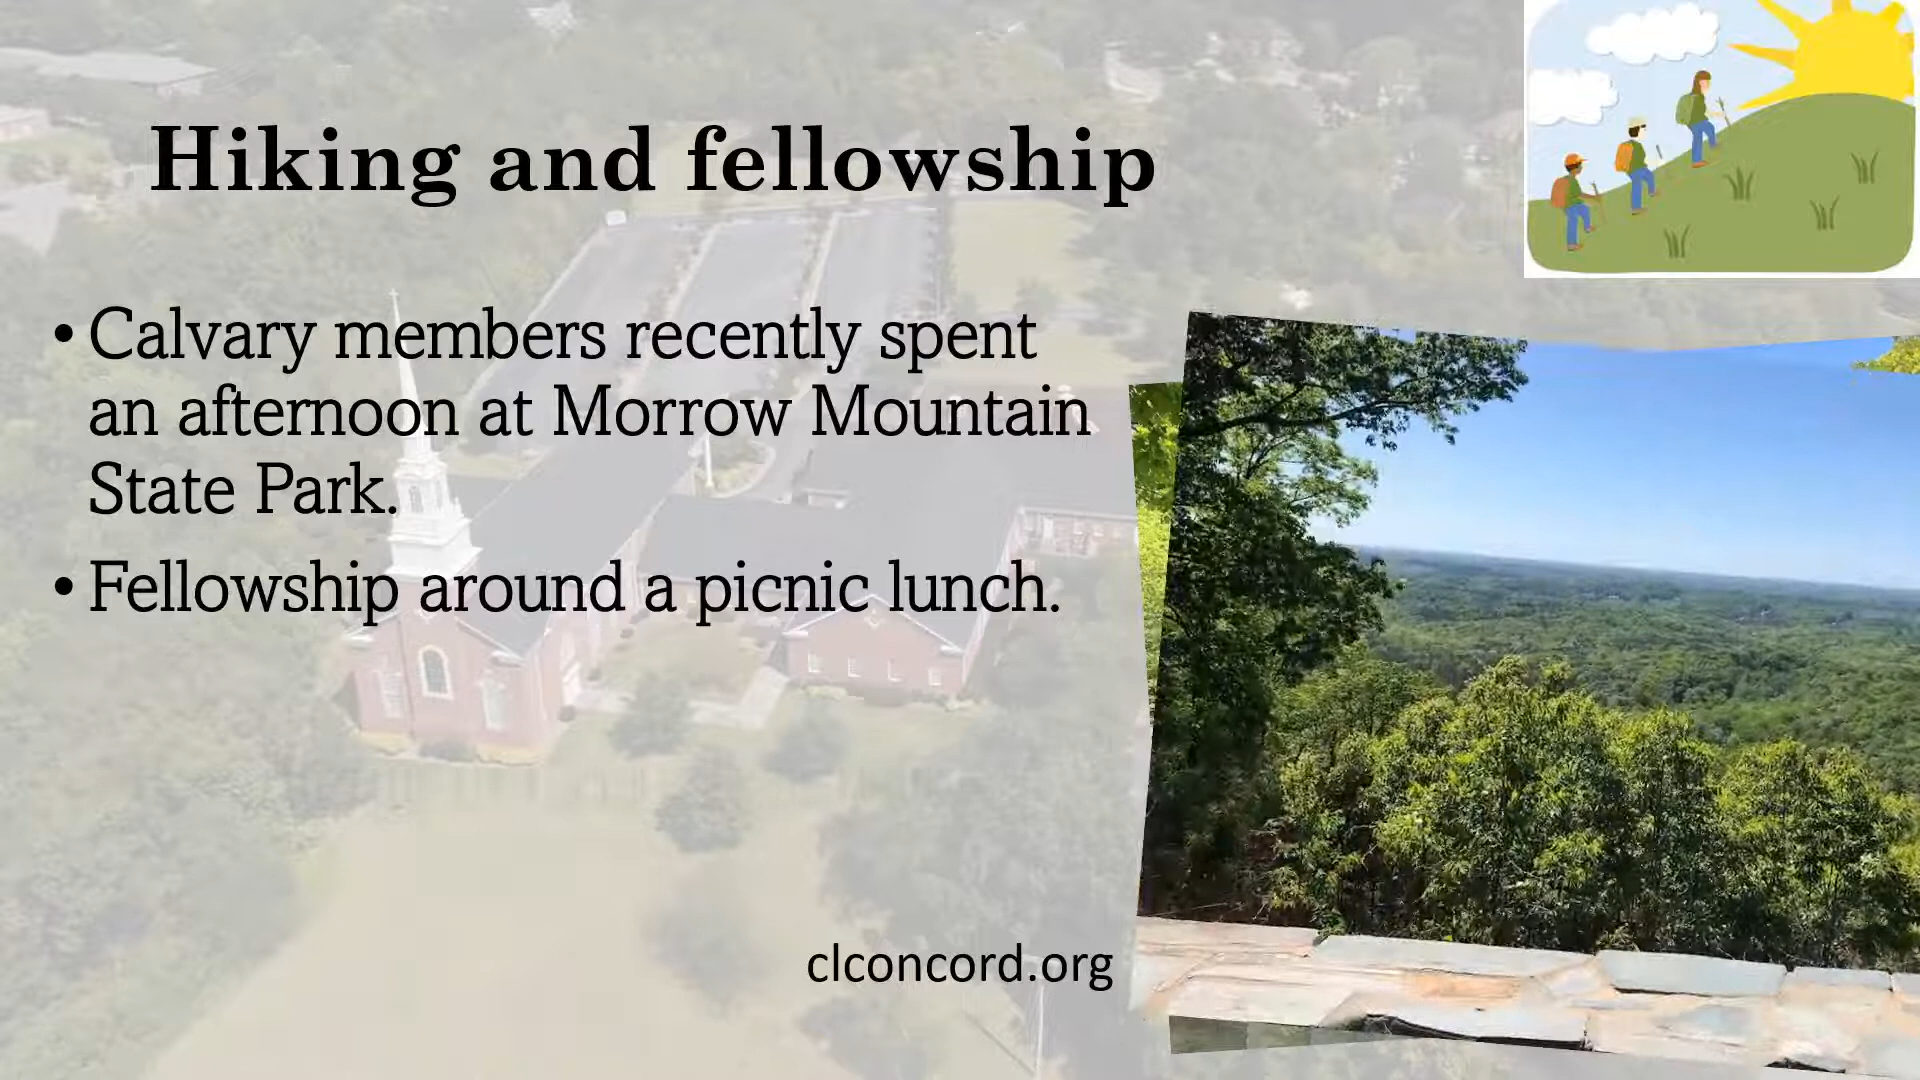 Hiking and fellowship
• Calvary members recently spent
an afternoon at Morrow Mountain
State Park.
• Fellowship around a picnic lunch.
clconcord.org